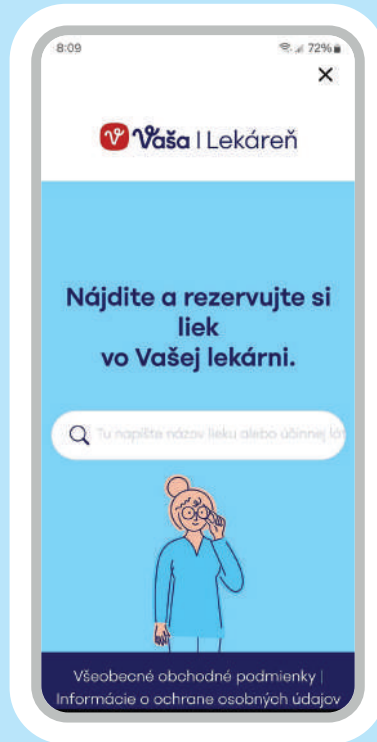 8:09
72%
Vaša | Lekáreň
Nájdite a rezervujte si
liek
vo Vašej lekárni.
Tu napíšte názov lieku alebo účinnej lát
Všeobecné obchodné podmienky |
Informácie o ochrane osobných údajov